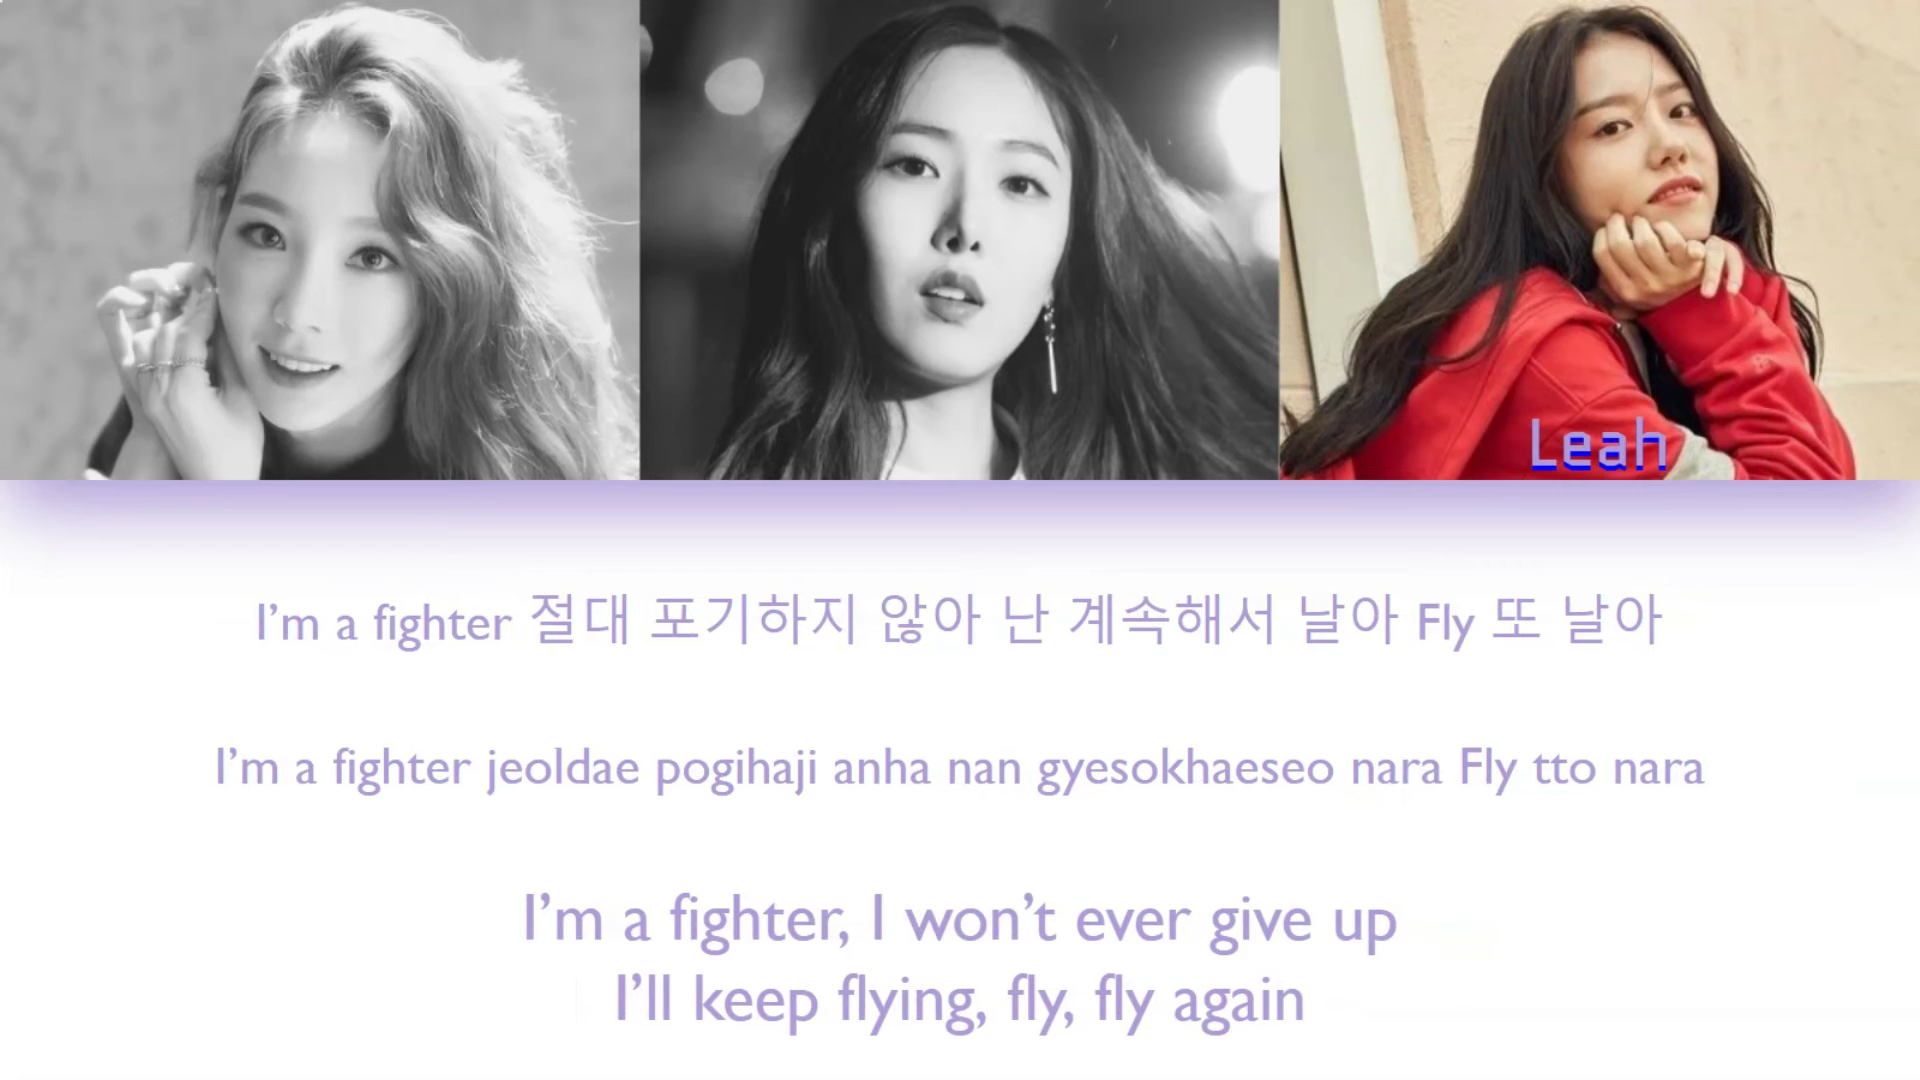 Leah
I’m a fighter 절대 포기하지 않아 난 계속해서 날아 Fly 또 날아
I’m a fighter jeoldae pogihaji anha nan gyesokhaeseo nara Fly tto nara
I’m a fighter, I won’t ever give up
I’ll keep flying, fly, fly again